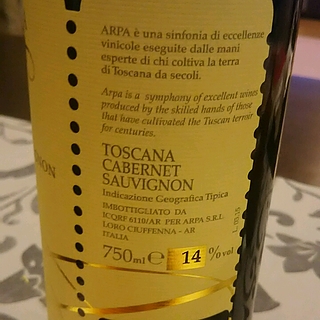 ARPA è una sinfonia di eccellenze
vinicole eseguite dalle mani
esperte di chi coltiva la terra
di Toscana da secoli.
Arpa is a symphony of excellent wines
produced by the skilled hands of those
that have cultivated the Tuscan terroir
for centuries.
TOSCANA
CABERNET
SAUVIGNON
Indicazione Geografica Tipica
IMBOTTIGLIATO DA
ICQRF 6110/AR PER ARPA S.R.L
LORO CIUFFENNA - AR
ITALIA
750ml e 14 %vol